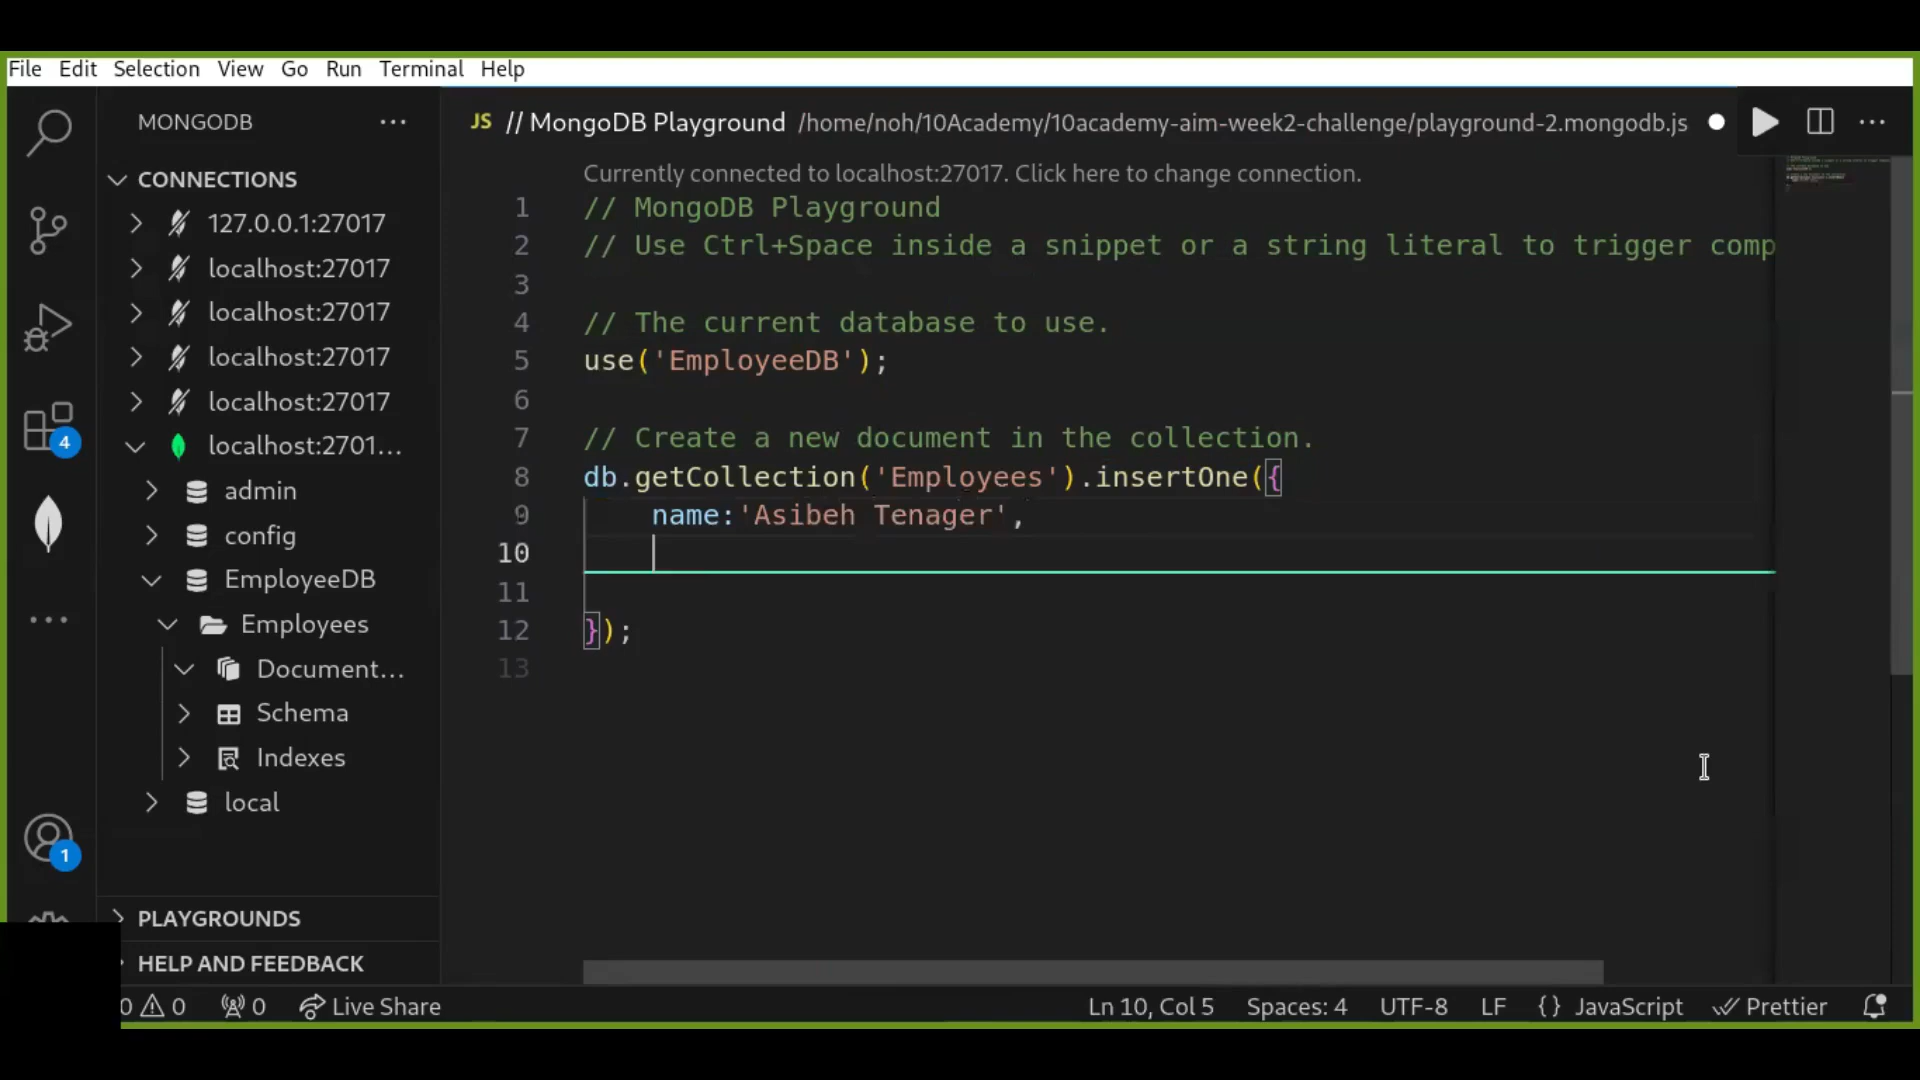 File Edit Selection View Go Run Terminal Help
MONGODB ...
CONNECTIONS
127.0.0.1:27017
localhost:27017
localhost:27017
localhost:27017
localhost:27017
localhost:2701...
admin
config
EmployeeDB
Employees
Document...
Schema
Indexes
local
PLAYGROUNDS
HELP AND FEEDBACK
4
1
JS // MongoDB Playground /home/noh/10Academy/10academy-aim-week2-challenge/playground-2.mongodb.js
Currently connected to localhost:27017. Click here to change connection.
1 // MongoDB Playground
2 // Use Ctrl+Space inside a snippet or a string literal to trigger comp
3
4 // The current database to use.
5 use('EmployeeDB');
6
7 // Create a new document in the collection.
8 db.getCollection('Employees').insertOne({
9 name:'Asibeh Tenager',
10
11
12 });
13
0 0 0 Live Share Ln 10, Col 5 Spaces: 4 UTF-8 LF {} JavaScript Prettier